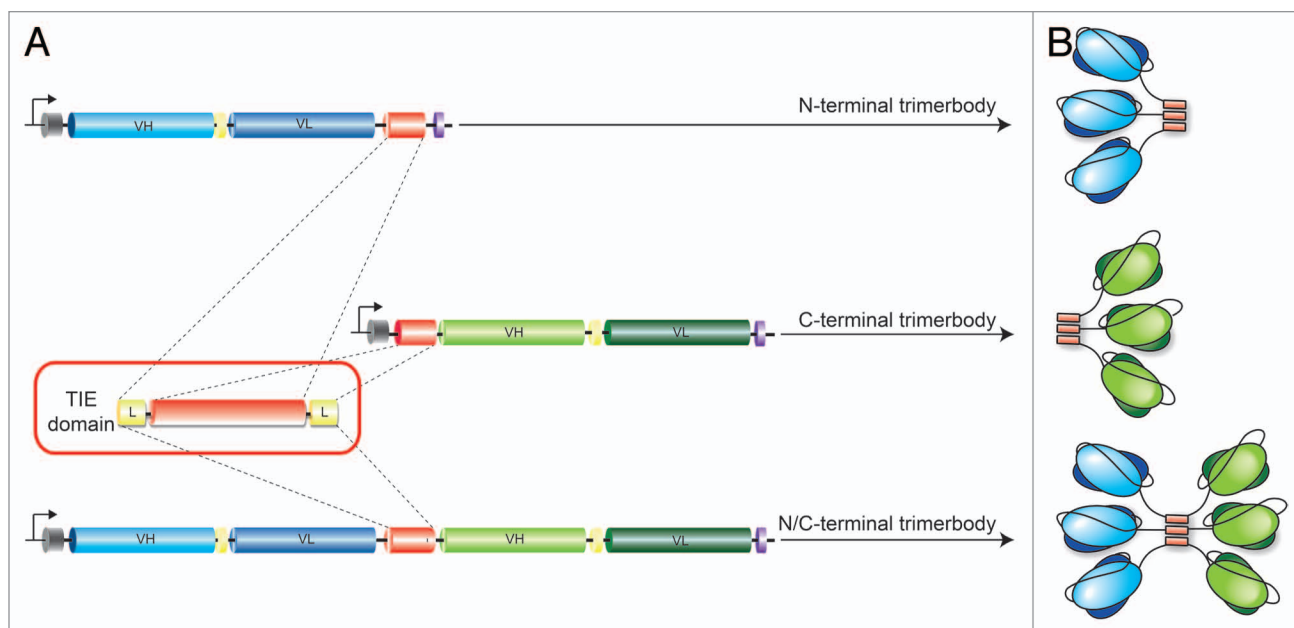 A
B
VH
VL
N-terminal trimerbody
VH
VL
C-terminal trimerbody
TIE
domain
L
L
VH
VL
VH
VL
N/C-terminal trimerbody